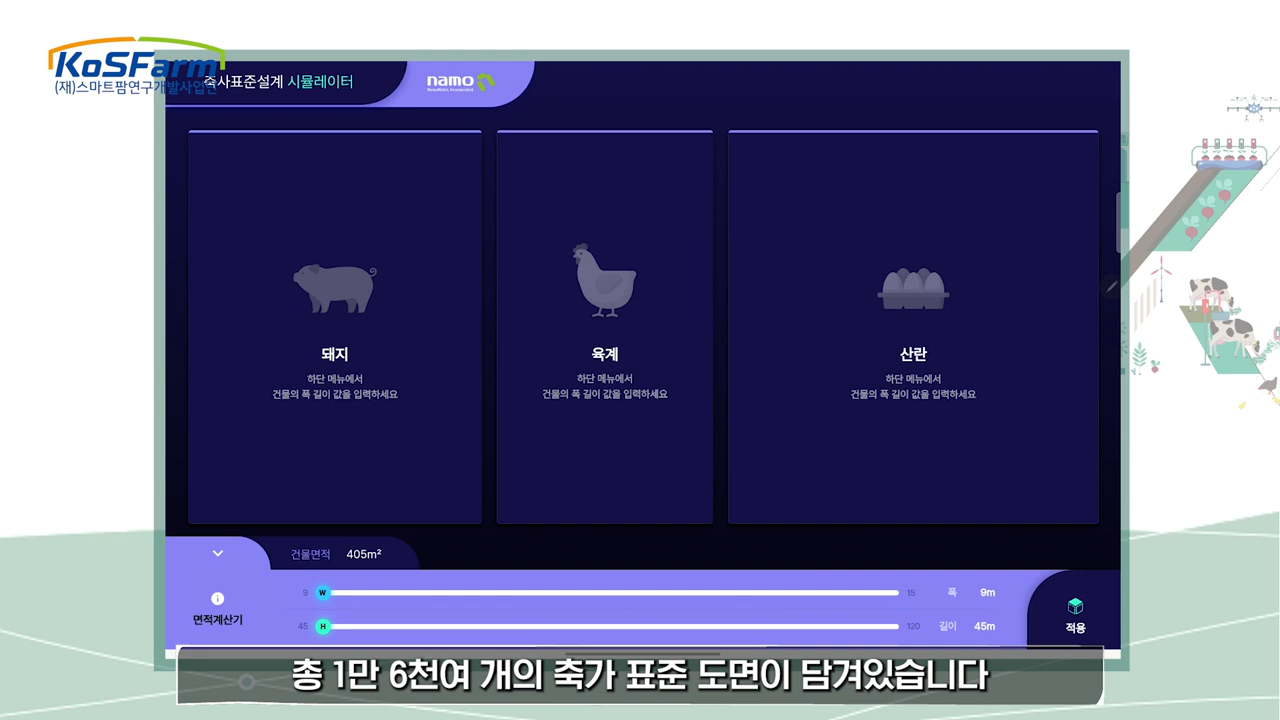 KoSFarm
(재)스마트팜연구개발사업단
축사표준설계 시뮬레이터
namo
돼지
하단 메뉴에서
건물의 폭 길이 값을 입력하세요
육계
하단 메뉴에서
건물의 폭 길이 값을 입력하세요
산란
하단 메뉴에서
건물의 폭 길이 값을 입력하세요
건물면적 405m²
면적계산기
9 W 15 폭 9m
45 H 120 길이 45m
적용
총 1만 6천여 개의 축가 표준 도면이 담겨있습니다